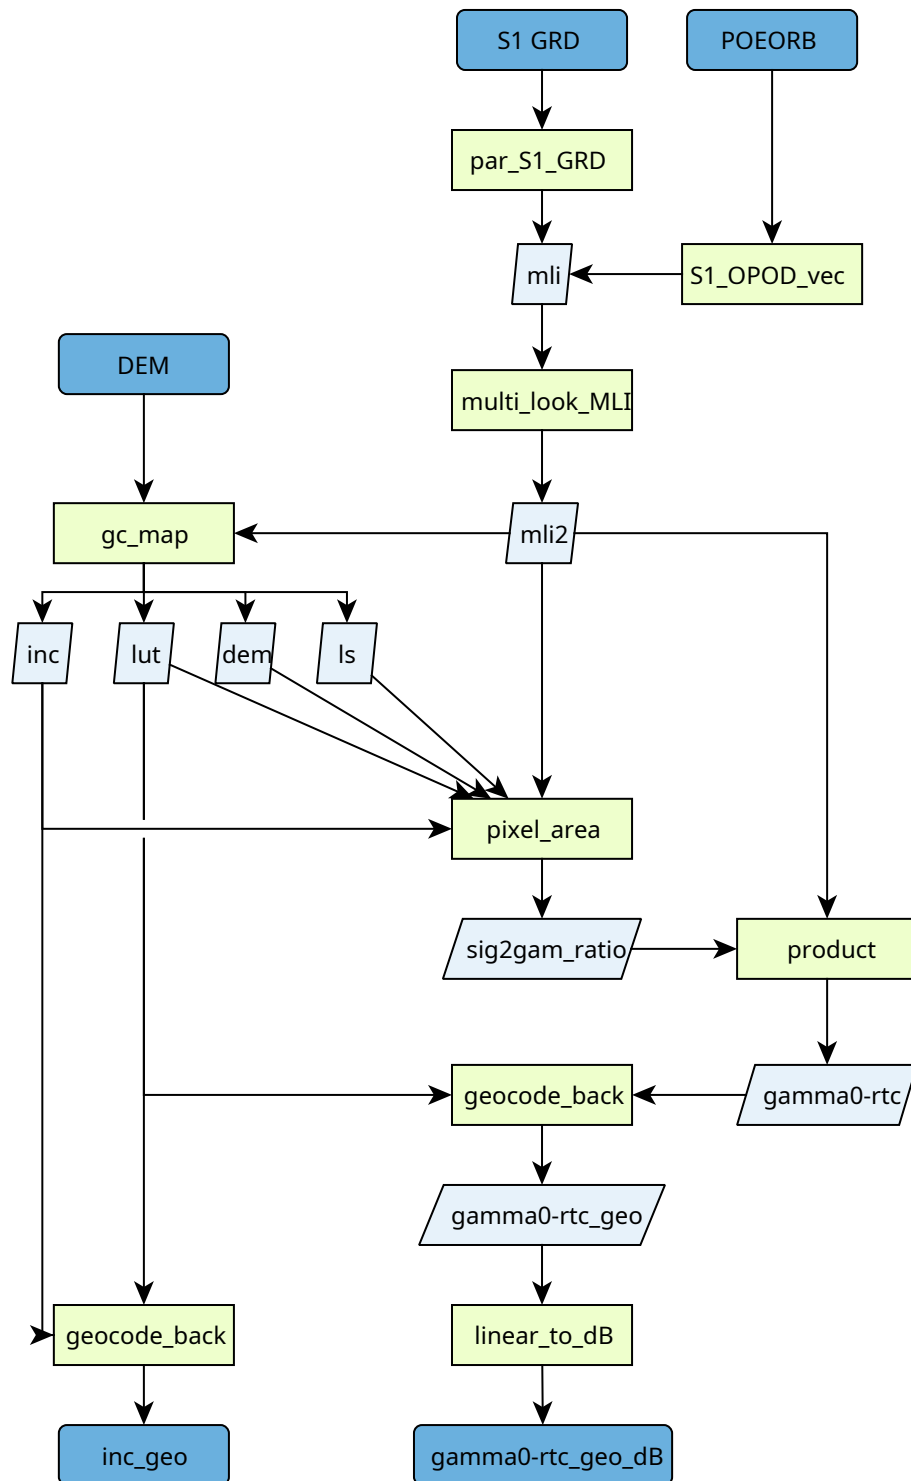 S1 GRD
POEORB
par_S1_GRD
mli
S1_OPOD_vec
DEM
multi_look_MLI
gc_map
mli2
inc
lut
dem
ls
pixel_area
sig2gam_ratio
product
geocode_back
gamma0-rtc
gamma0-rtc_geo
geocode_back
linear_to_dB
inc_geo
gamma0-rtc_geo_dB